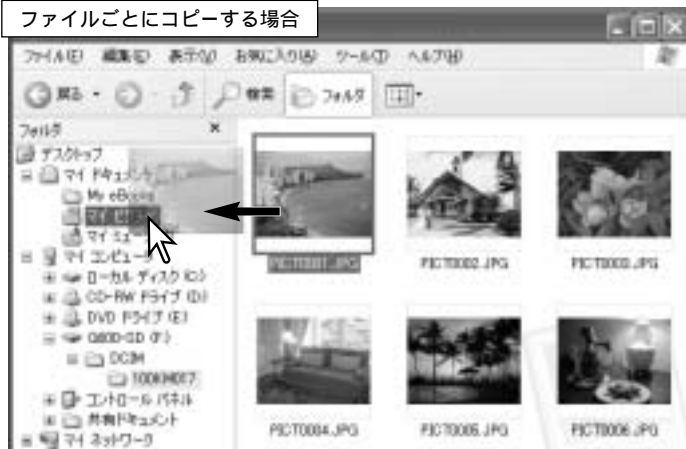 ファイルごとにコピーする場合
ファイル(F) 編集(E) 表示(V) お気に入り(A) ツール(T) ヘルプ(H)
戻る 検索 フォルダ
フォルダ ×
デスクトップ
マイ ドキュメント
My eBooks
マイ
マイ ミュ
マイ コンピュータ
ローカル ディスク (C:)
CD-RW ドライブ (D:)
DVD ドライブ (E:)
(F:)
DCIM
コントロール パネル
共有ドキュメント
マイ ネットワーク
PICT0001.JPG PICT0002.JPG PICT0003.JPG
PICT0004.JPG PICT0005.JPG PICT0006.JPG